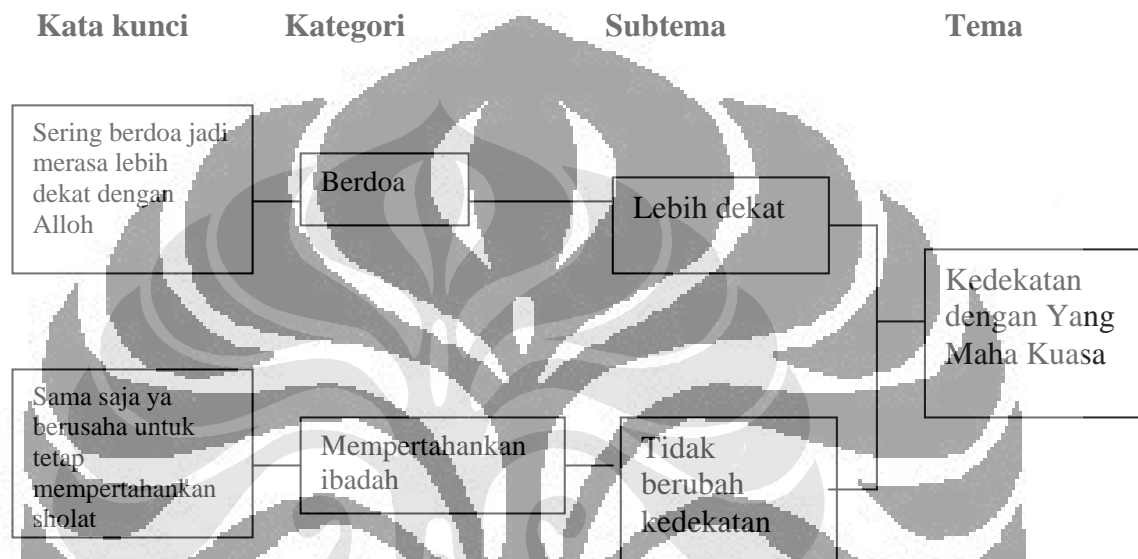 Kata kunci Kategori Subtema Tema
Sering berdoa jadi
merasa lebih
dekat dengan
Alloh
Berdoa
Lebih dekat
Kedekatan
dengan Yang
Maha Kuasa
Sama saja ya
berusaha untuk
tetap
mempertahankan
sholat
Mempertahankan
ibadah
Tidak
berubah
kedekatan